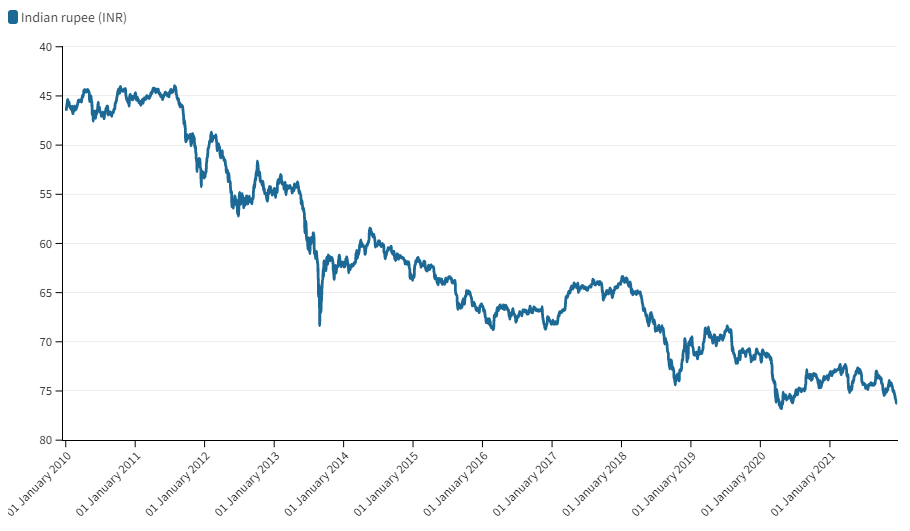 Indian rupee (INR)
40
45
50
55
60
65
70
75
80
01 January 2010
01 January 2011
01 January 2012
01 January 2013
01 January 2014
01 January 2015
01 January 2016
01 January 2017
01 January 2018
01 January 2019
01 January 2020
01 January 2021